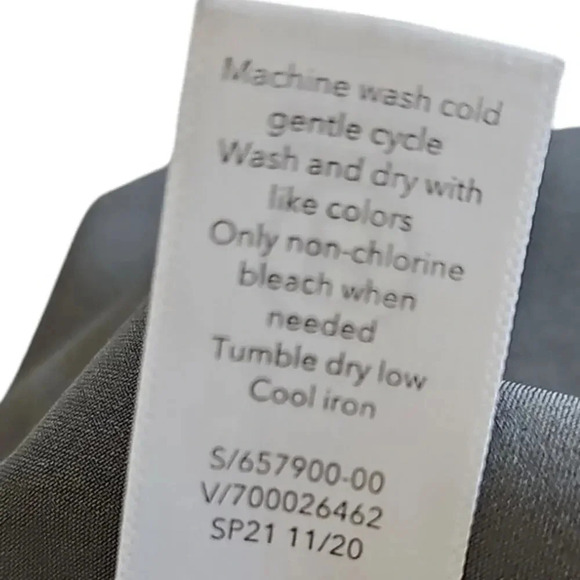 Machine wash cold
gentle cycle
Wash and dry with
like colors
Only non-chlorine
bleach when
needed
Tumble dry low
Cool iron
S/657900-00
V/700026462
SP21 11/20